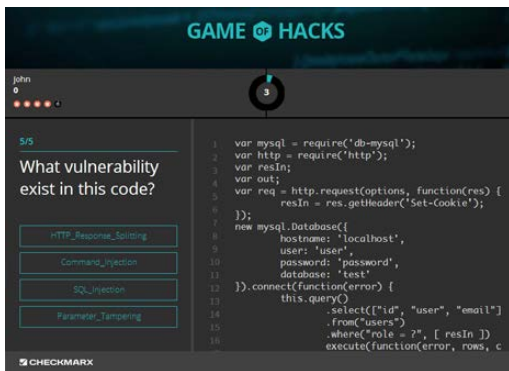 GAME OF HACKS
john
0
3
5/5
What vulnerability
exist in this code?
HTTP_Response_Splitting
Command_Injection
SQL_Injection
Parameter_Tampering
1 var mysql = require('db-mysql');
2 var http = require('http');
3 var resIn;
4 var out;
5 var req = http.request(options, function(res) {
6 resIn = res.getHeader('Set-Cookie');
7 });
8 new mysql.Database({
9 hostname: 'localhost',
10 user: 'user',
11 password: 'password',
12 database: 'test'
13 }).connect(function(error) {
14 this.query()
.select(["id", "user", "email"]
.from("users")
.where("role = ?", [ resIn ])
execute(function(error, rows, c
CHECKMARX